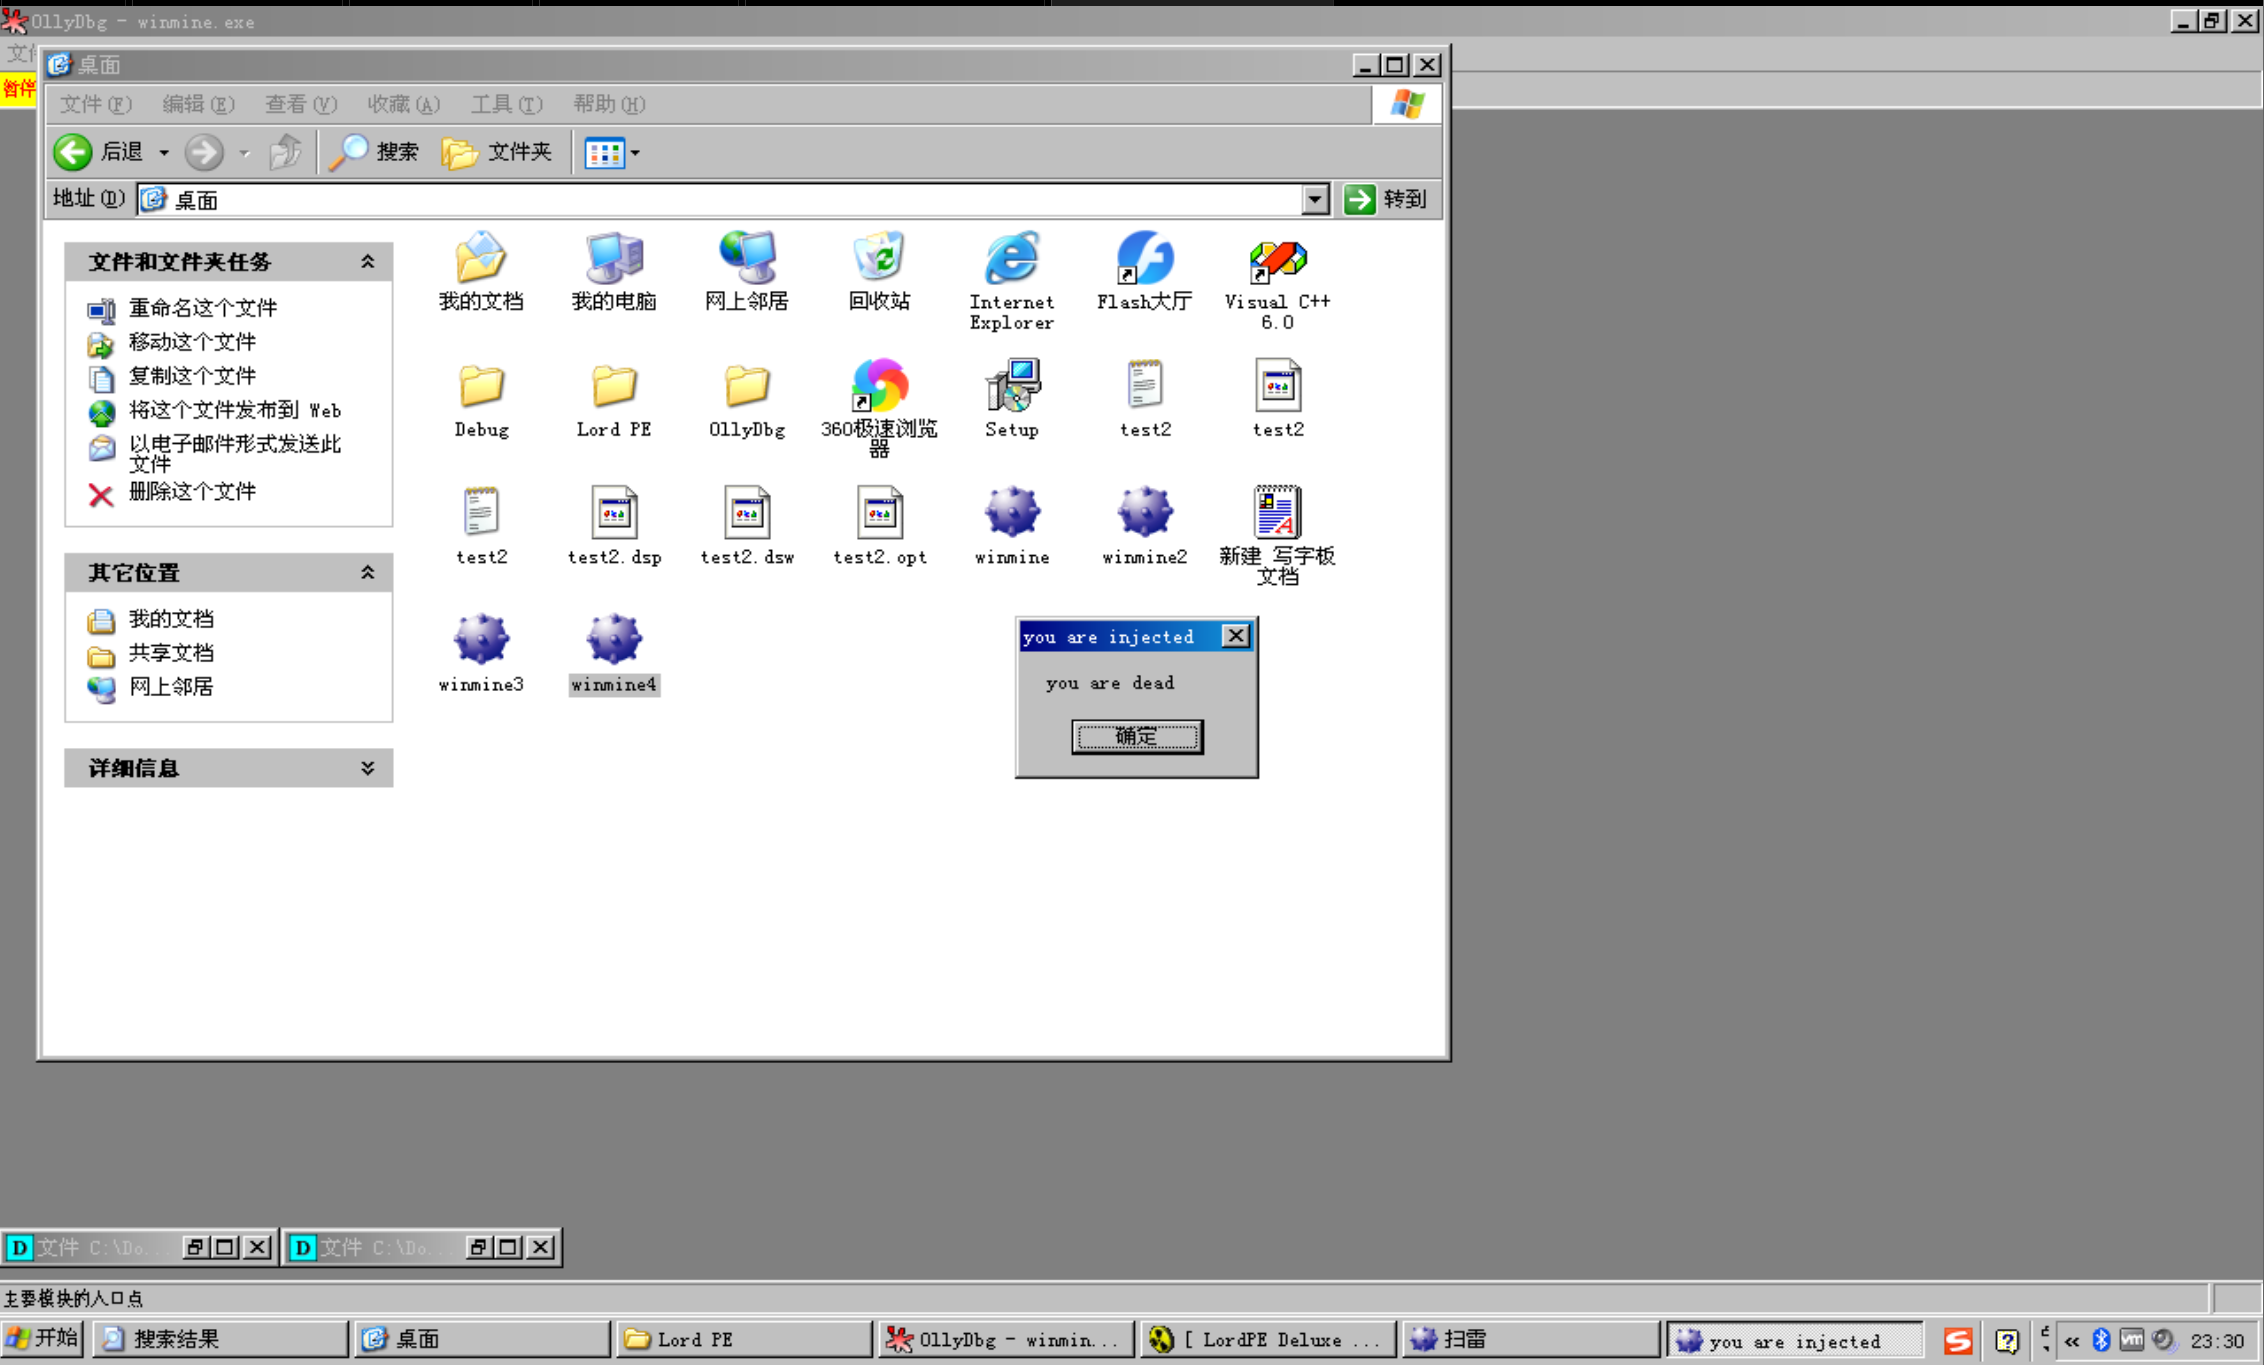 OllyDbg - winmine.exe
桌面
文件(F) 编辑(E) 查看(V) 收藏(A) 工具(T) 帮助(H)
暂停
后退 搜索 文件夹
地址(D) 桌面 转到
文件和文件夹任务
重命名这个文件
移动这个文件
复制这个文件
将这个文件发布到 Web
以电子邮件形式发送此
文件
删除这个文件
其它位置
我的文档
共享文档
网上邻居
详细信息
我的文档 我的电脑 网上邻居 回收站 Internet Explorer Flash大厅 Visual C++ 6.0
Debug Lord PE OllyDbg 360极速浏览器 Setup test2 test2
test2 test2.dsp test2.dsw test2.opt winmine winmine2 新建 写字板文档
winmine3 winmine4
you are injected
you are dead
确定
D 文件 C:\Do... D 文件 C:\Do...
主要模块的入口点
开始 搜索结果 桌面 Lord PE OllyDbg - winmin... [ LordPE Deluxe ... 扫雷 you are injected 23:30